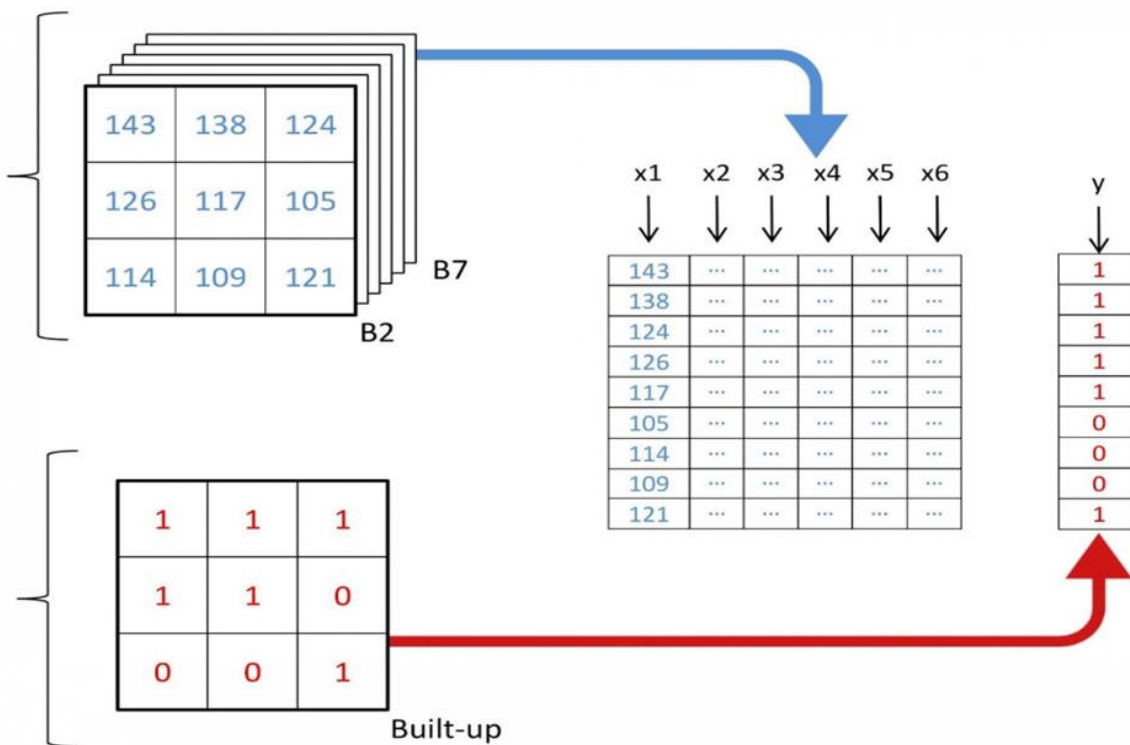 143 138 124
126 117 105
114 109 121
B7
B2
x1 x2 x3 x4 x5 x6
y
143 ... ... ... ... ...
1
138 ... ... ... ... ...
1
124 ... ... ... ... ...
1
126 ... ... ... ... ...
1
117 ... ... ... ... ...
1
105 ... ... ... ... ...
0
114 ... ... ... ... ...
0
109 ... ... ... ... ...
0
121 ... ... ... ... ...
1
1 1 1
1 1 0
0 0 1
Built-up